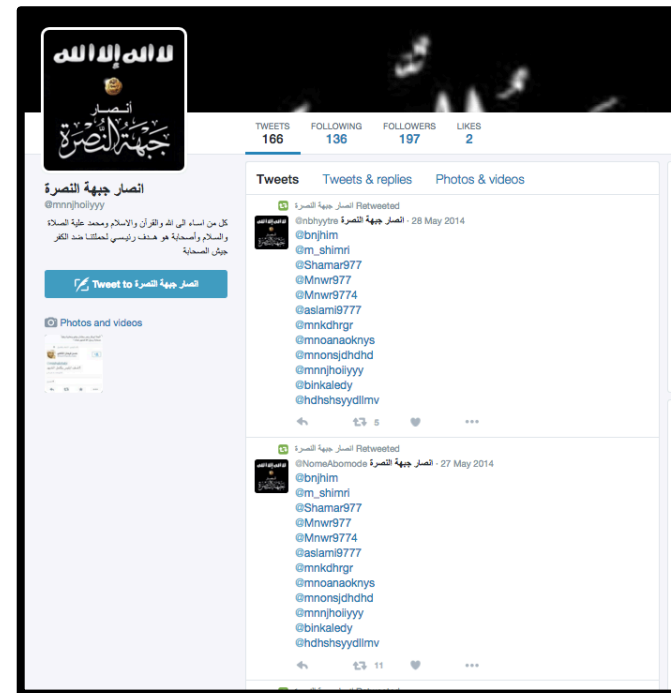 لا اله إلا الله
أنصار
جبهة النصرة
TWEETS FOLLOWING FOLLOWERS LIKES
166 136 197 2
انصار جبهة النصرة
@mnnjhoiiyyy
كل من اساء الى الله والقرأن والاسلام ومحمد علية الصلاة
والسلام وأصحابة هو هدف رئيسي لحملتنا ضد الكفر
جيش الصحابة
Tweet to انصار جبهة النصرة
Photos and videos
Tweets Tweets & replies Photos & videos
انصار جبهة النصرة Retweeted
@nbhyytre انصار جبهة النصرة · 28 May 2014
@bnjhim
@m_shimri
@Shamar977
@Mnwr977
@Mnwr9774
@aslami9777
@mnkdhrgr
@mnoanaoknys
@mnonsjdhdhd
@mnnjhoiiyyy
@binkaledy
@hdhshsyydllmv
5
انصار جبهة النصرة Retweeted
@NomeAbomode انصار جبهة النصرة · 27 May 2014
@bnjhim
@m_shimri
@Shamar977
@Mnwr977
@Mnwr9774
@aslami9777
@mnkdhrgr
@mnoanaoknys
@mnonsjdhdhd
@mnnjhoiiyyy
@binkaledy
@hdhshsyydllmv
11